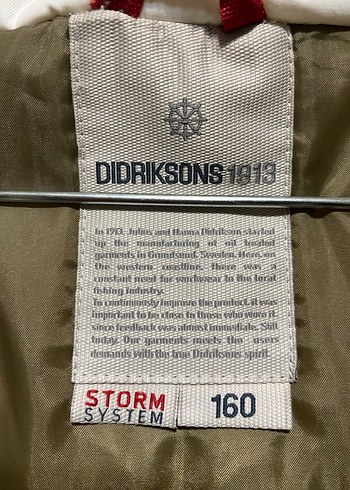 DIDRIKSONS1913
In 1913, Julius and Hanna Didrikson started
up the manufacturing of oil treated
garments in Grundsund, Sweden. Here, on
the western coastline, there was a
constant need for workwear to the local
fishing industry.
To continously improve the product, it was
important to be close to those who wore it
since feedback was almost immediate. Still
today, Our garments meets the users
demands with the true Didriksons spirit.
STORM
SYSTEM
160